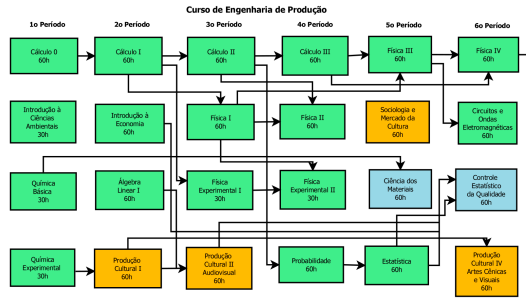 Curso de Engenharia de Produção
1o Período 2o Período 3o Período 4o Período 5o Período 6o Período
Cálculo 0
60h
Cálculo I
60h
Cálculo II
60h
Cálculo III
60h
Física III
60h
Física IV
60h
Introdução à
Ciências
Ambientais
30h
Introdução à
Economia
60h
Física I
60h
Física II
60h
Sociologia e
Mercado da
Cultura
60h
Circuitos e
Ondas
Eletromagnéticas
60h
Química
Básica
30h
Álgebra
Linear I
60h
Física
Experimental I
30h
Física
Experimental II
30h
Ciência dos
Materiais
60h
Controle
Estatístico
da Qualidade
60h
Química
Experimental
30h
Produção
Cultural I
60h
Produção
Cultural II
Audiovisual
60h
Probabilidade
60h
Estatística
60h
Produção
Cultural IV
Artes Cênicas
e Visuais
60h